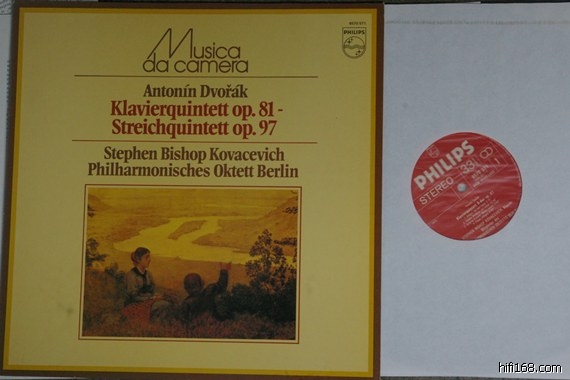 Musica
da camera
PHILIPS
Antonín Dvořák
Klavierquintett op. 81 -
Streichquintett op. 97
Stephen Bishop Kovacevich
Philharmonisches Oktett Berlin
PHILIPS
STEREO 33⅓
hifi168.com